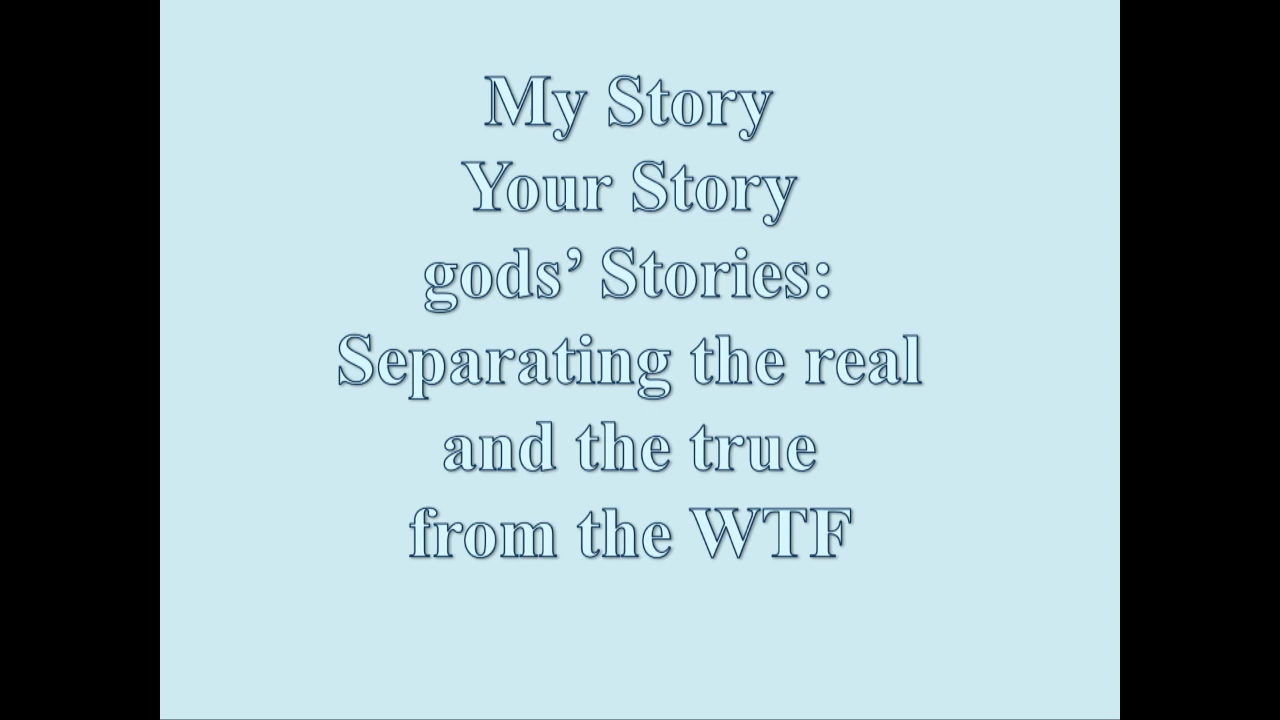 My Story
Your Story
gods’ Stories:
Separating the real
and the true
from the WTF